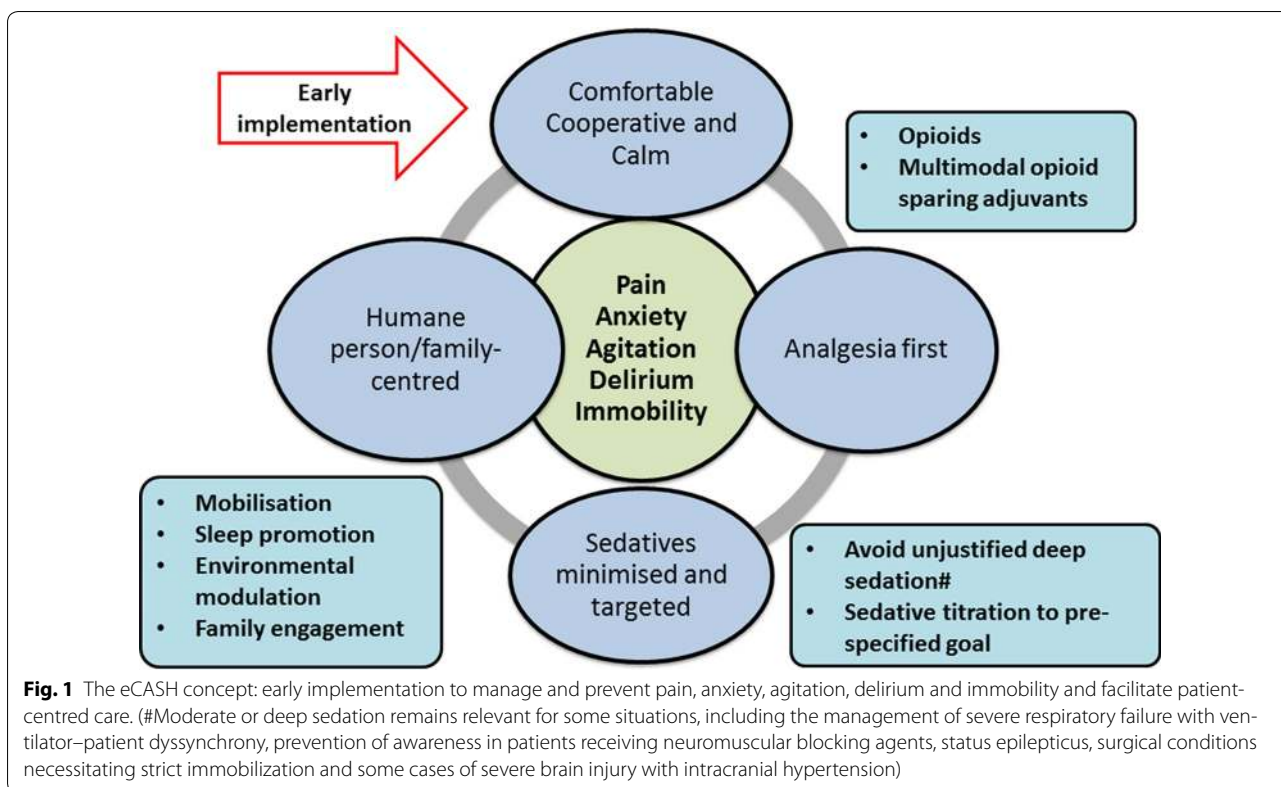 Early
implementation
Comfortable
Cooperative and
Calm
• Opioids
• Multimodal opioid
sparing adjuvants
Humane
person/family-
centred
Pain
Anxiety
Agitation
Delirium
Immobility
Analgesia first
• Mobilisation
• Sleep promotion
• Environmental
modulation
• Family engagement
Sedatives
minimised and
targeted
• Avoid unjustified deep
sedation#
• Sedative titration to pre-
specified goal
Fig. 1 The eCASH concept: early implementation to manage and prevent pain, anxiety, agitation, delirium and immobility and facilitate patient-
centred care. (#Moderate or deep sedation remains relevant for some situations, including the management of severe respiratory failure with ven-
tilator–patient dyssynchrony, prevention of awareness in patients receiving neuromuscular blocking agents, status epilepticus, surgical conditions
necessitating strict immobilization and some cases of severe brain injury with intracranial hypertension)